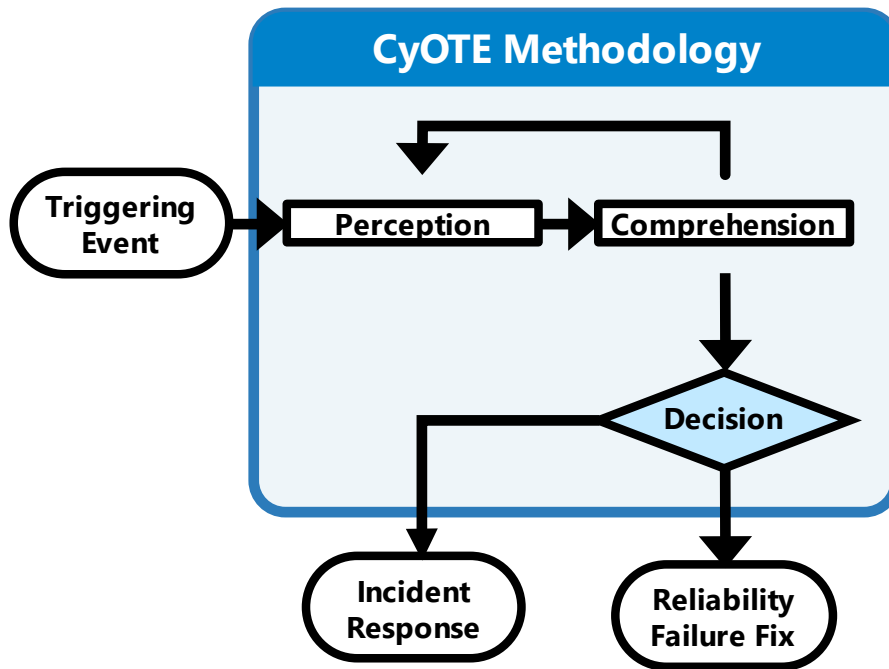 CyOTE Methodology
Triggering
Event
Perception
Comprehension
Decision
Incident
Response
Reliability
Failure Fix